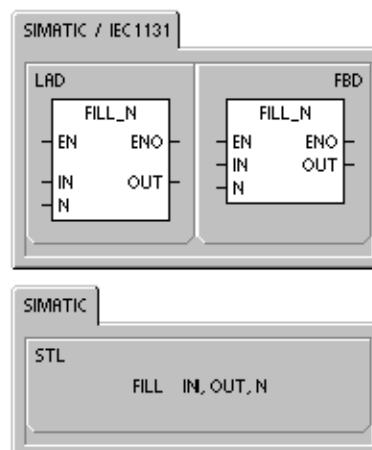 SIMATIC / IEC1131
LAD FBD
FILL_N FILL_N
EN ENO EN ENO
IN OUT IN OUT
N N
SIMATIC
STL
FILL IN, OUT, N